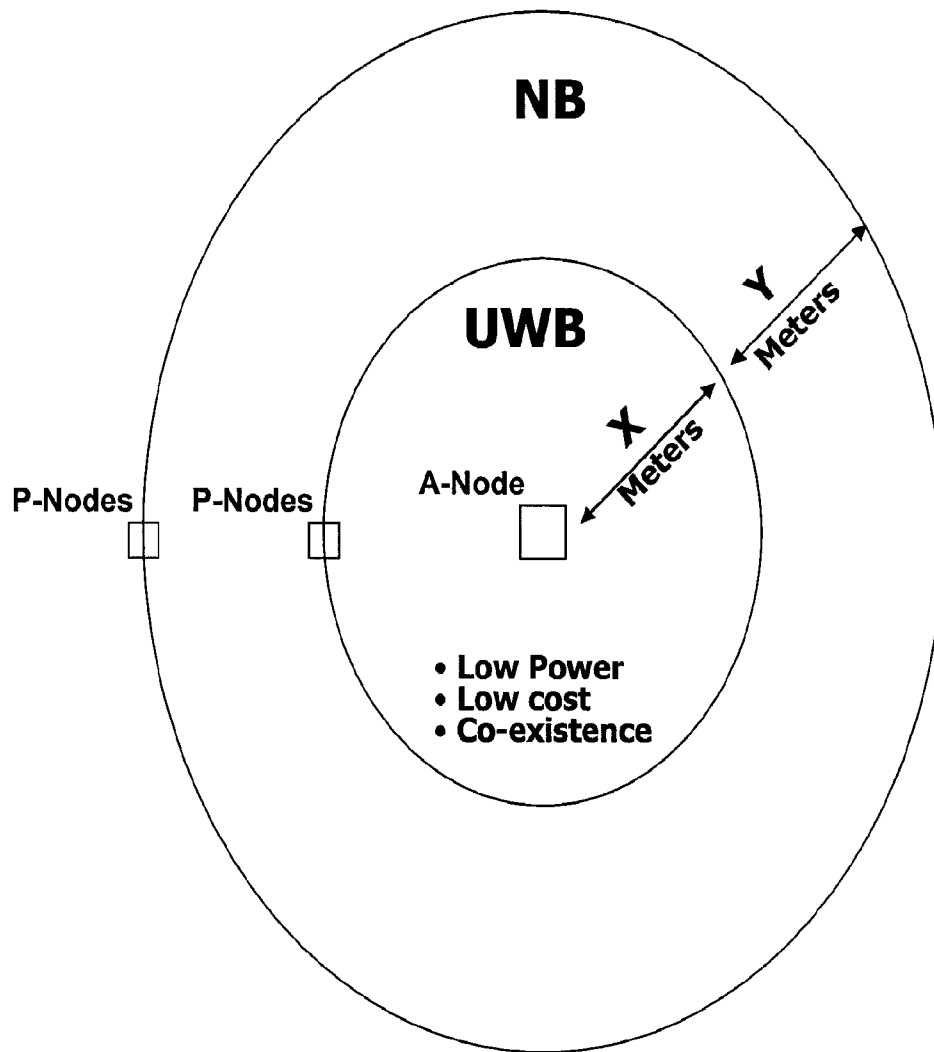 NB
Y
Meters
UWB
X
Meters
P-Nodes
P-Nodes
A-Node
• Low Power
• Low cost
• Co-existence